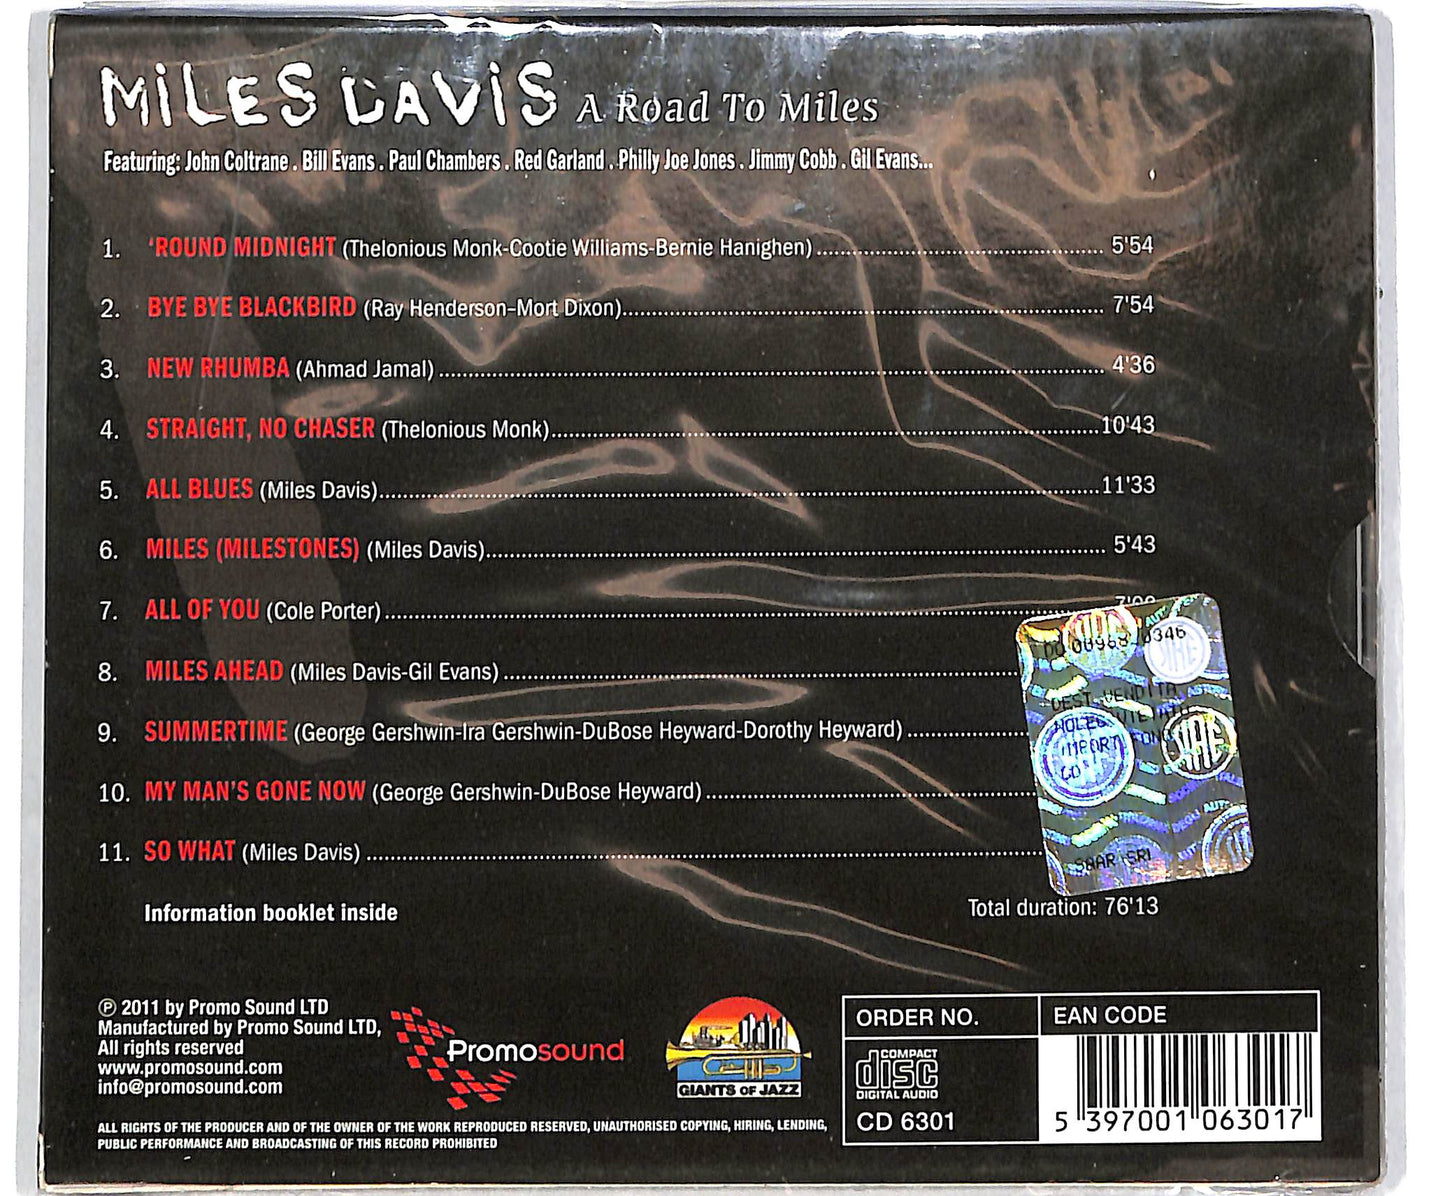 MILES DAVIS A Road To Miles
Featuring: John Coltrane . Bill Evans . Paul Chambers . Red Garland . Philly Joe Jones . Jimmy Cobb . Gil Evans...
1. ‘ROUND MIDNIGHT (Thelonious Monk-Cootie Williams-Bernie Hanighen) 5'54
2. BYE BYE BLACKBIRD (Ray Henderson-Mort Dixon) 7'54
3. NEW RHUMBA (Ahmad Jamal) 4'36
4. STRAIGHT, NO CHASER (Thelonious Monk) 10'43
5. ALL BLUES (Miles Davis) 11'33
6. MILES (MILESTONES) (Miles Davis) 5'43
7. ALL OF YOU (Cole Porter)
8. MILES AHEAD (Miles Davis-Gil Evans)
9. SUMMERTIME (George Gershwin-Ira Gershwin-DuBose Heyward-Dorothy Heyward)
10. MY MAN'S GONE NOW (George Gershwin-DuBose Heyward)
11. SO WHAT (Miles Davis)
DEST. VENDITA
IMPORT
CD
SAAR SRL
Information booklet inside
Total duration: 76'13
℗ 2011 by Promo Sound LTD
Manufactured by Promo Sound LTD,
All rights reserved
www.promosound.com
info@promosound.com
Promosound
GIANTS OF JAZZ
ORDER NO.
EAN CODE
COMPACT
disc
DIGITAL AUDIO
CD 6301
5 397001 063017
ALL RIGHTS OF THE PRODUCER AND OF THE OWNER OF THE WORK REPRODUCED RESERVED, UNAUTHORISED COPYING, HIRING, LENDING,
PUBLIC PERFORMANCE AND BROADCASTING OF THIS RECORD PROHIBITED